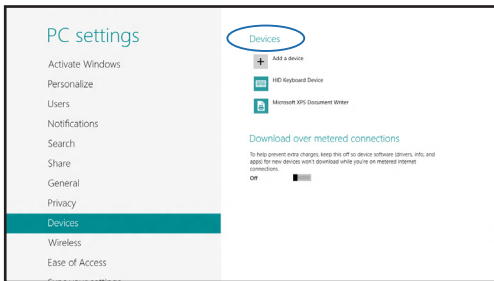 PC settings
Activate Windows
Personalize
Users
Notifications
Search
Share
General
Privacy
Devices
Wireless
Ease of Access
Devices
Add a device
HID Keyboard Device
Microsoft XPS Document Writer
Download over metered connections
To help prevent extra charges, keep this off so device software (drivers, info, and
apps) for new devices won't download while you're on metered Internet
connections.
Off